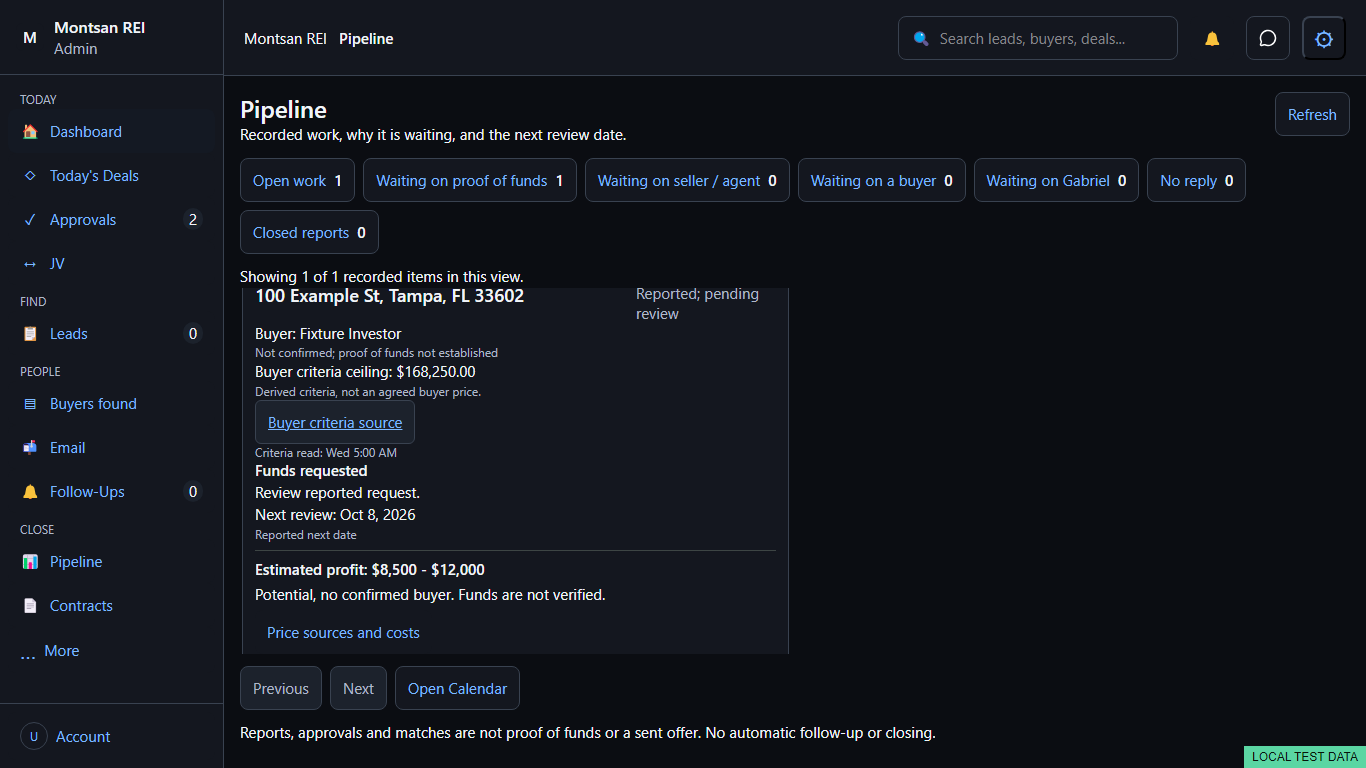 M
Montsan REI
Admin
Montsan REI Pipeline
Search leads, buyers, deals...
TODAY
Dashboard
Today's Deals
Approvals 2
JV
FIND
Leads 0
PEOPLE
Buyers found
Email
Follow-Ups 0
CLOSE
Pipeline
Contracts
... More
U Account
Pipeline
Recorded work, why it is waiting, and the next review date.
Refresh
Open work 1 Waiting on proof of funds 1 Waiting on seller / agent 0 Waiting on a buyer 0 Waiting on Gabriel 0 No reply 0
Closed reports 0
Showing 1 of 1 recorded items in this view.
100 Example St, Tampa, FL 33602
Reported; pending
review
Buyer: Fixture Investor
Not confirmed; proof of funds not established
Buyer criteria ceiling: $168,250.00
Derived criteria, not an agreed buyer price.
Buyer criteria source
Criteria read: Wed 5:00 AM
Funds requested
Review reported request.
Next review: Oct 8, 2026
Reported next date
Estimated profit: $8,500 - $12,000
Potential, no confirmed buyer. Funds are not verified.
Price sources and costs
Previous Next Open Calendar
Reports, approvals and matches are not proof of funds or a sent offer. No automatic follow-up or closing.
LOCAL TEST DATA